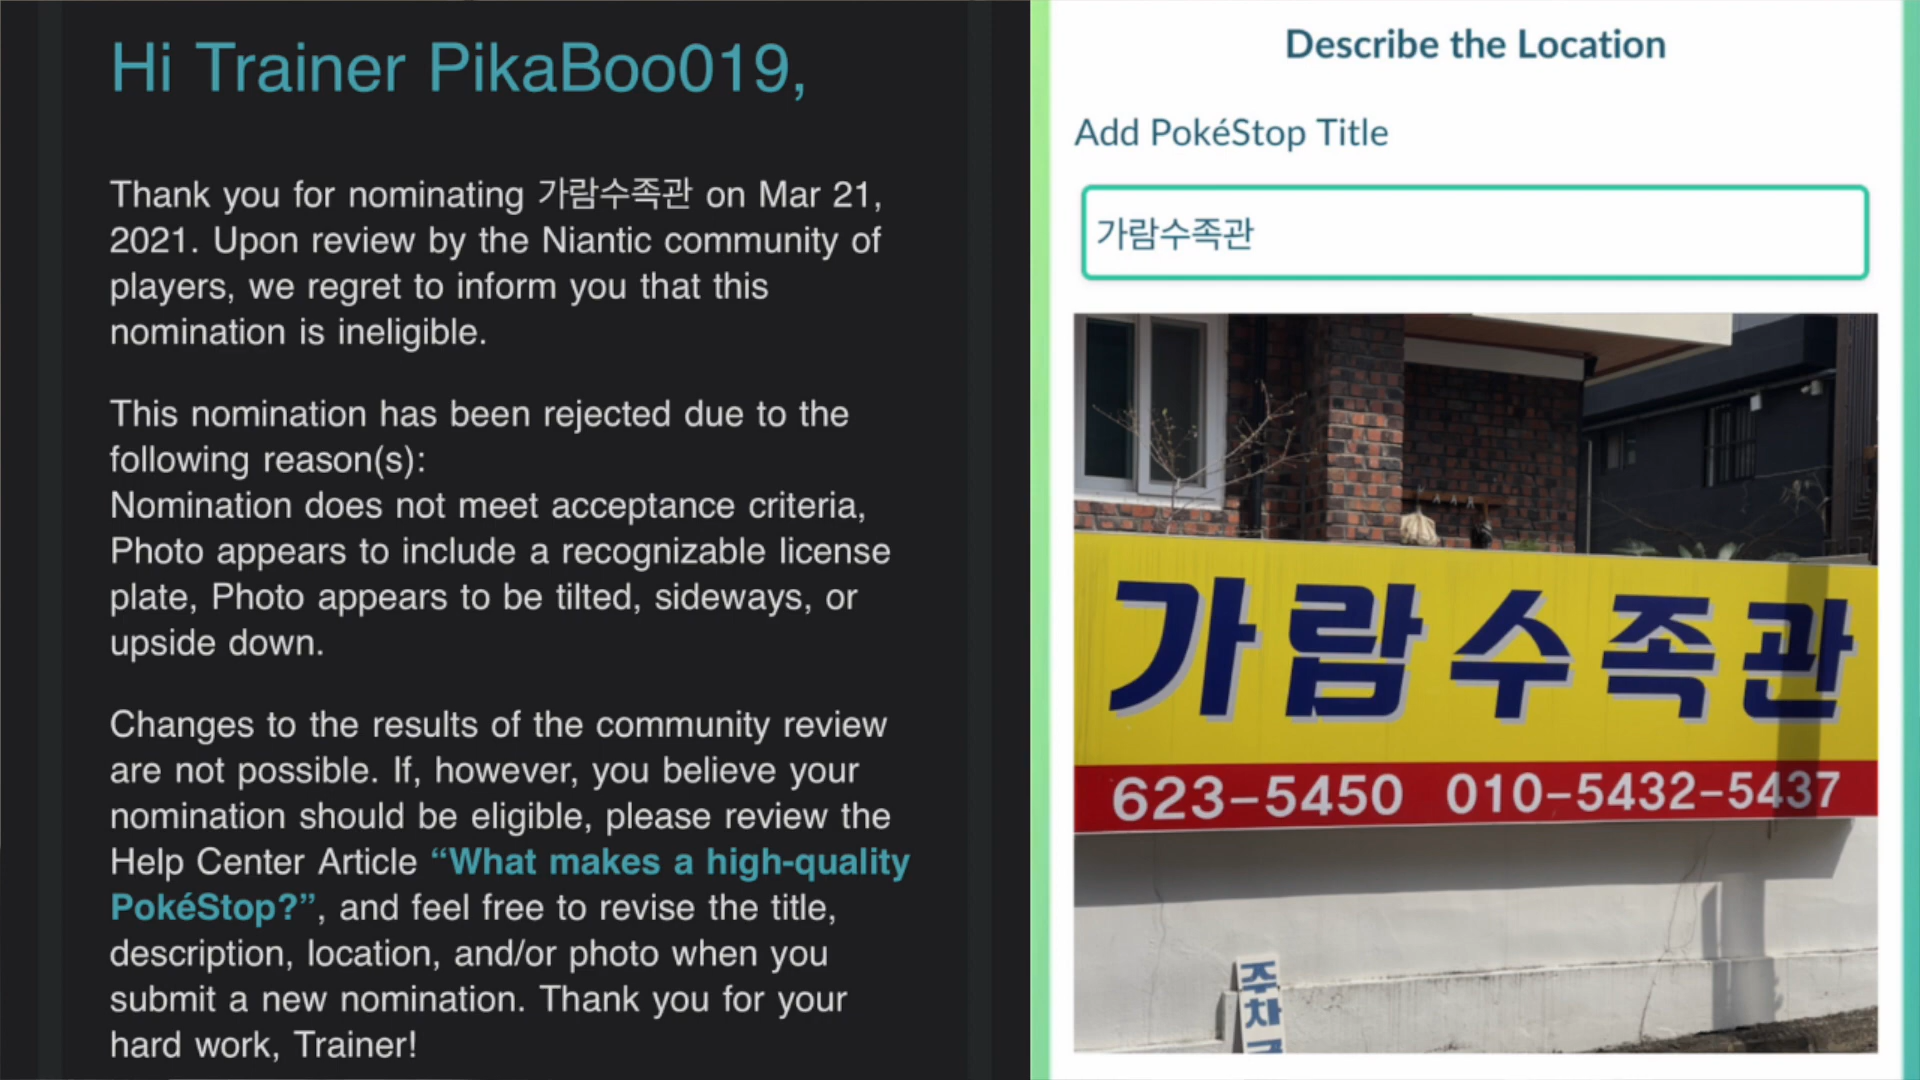 Hi Trainer PikaBoo019,
Thank you for nominating 가람수족관 on Mar 21,
2021. Upon review by the Niantic community of
players, we regret to inform you that this
nomination is ineligible.
This nomination has been rejected due to the
following reason(s):
Nomination does not meet acceptance criteria,
Photo appears to include a recognizable license
plate, Photo appears to be tilted, sideways, or
upside down.
Changes to the results of the community review
are not possible. If, however, you believe your
nomination should be eligible, please review the
Help Center Article “What makes a high-quality
PokéStop?”, and feel free to revise the title,
description, location, and/or photo when you
submit a new nomination. Thank you for your
hard work, Trainer!
Describe the Location
Add PokéStop Title
가람수족관
가람수족관
623-5450 010-5432-5437
주차